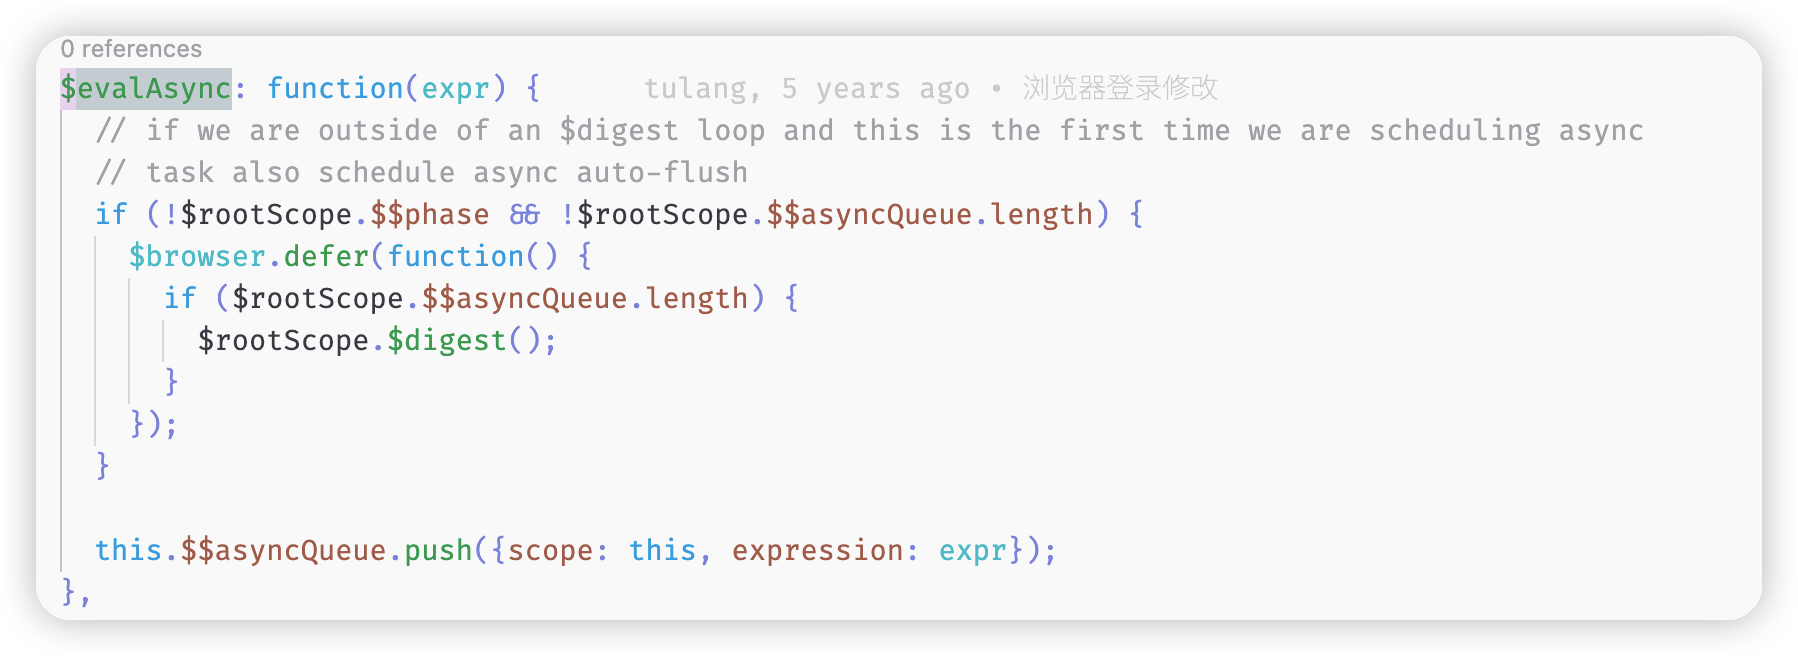 0 references
$evalAsync: function(expr) { tulang, 5 years ago • 浏览器登录修改
// if we are outside of an $digest loop and this is the first time we are scheduling async
// task also schedule async auto-flush
if (!$rootScope.$$phase && !$rootScope.$$asyncQueue.length) {
$browser.defer(function() {
if ($rootScope.$$asyncQueue.length) {
$rootScope.$digest();
}
});
}
this.$$asyncQueue.push({scope: this, expression: expr});
},